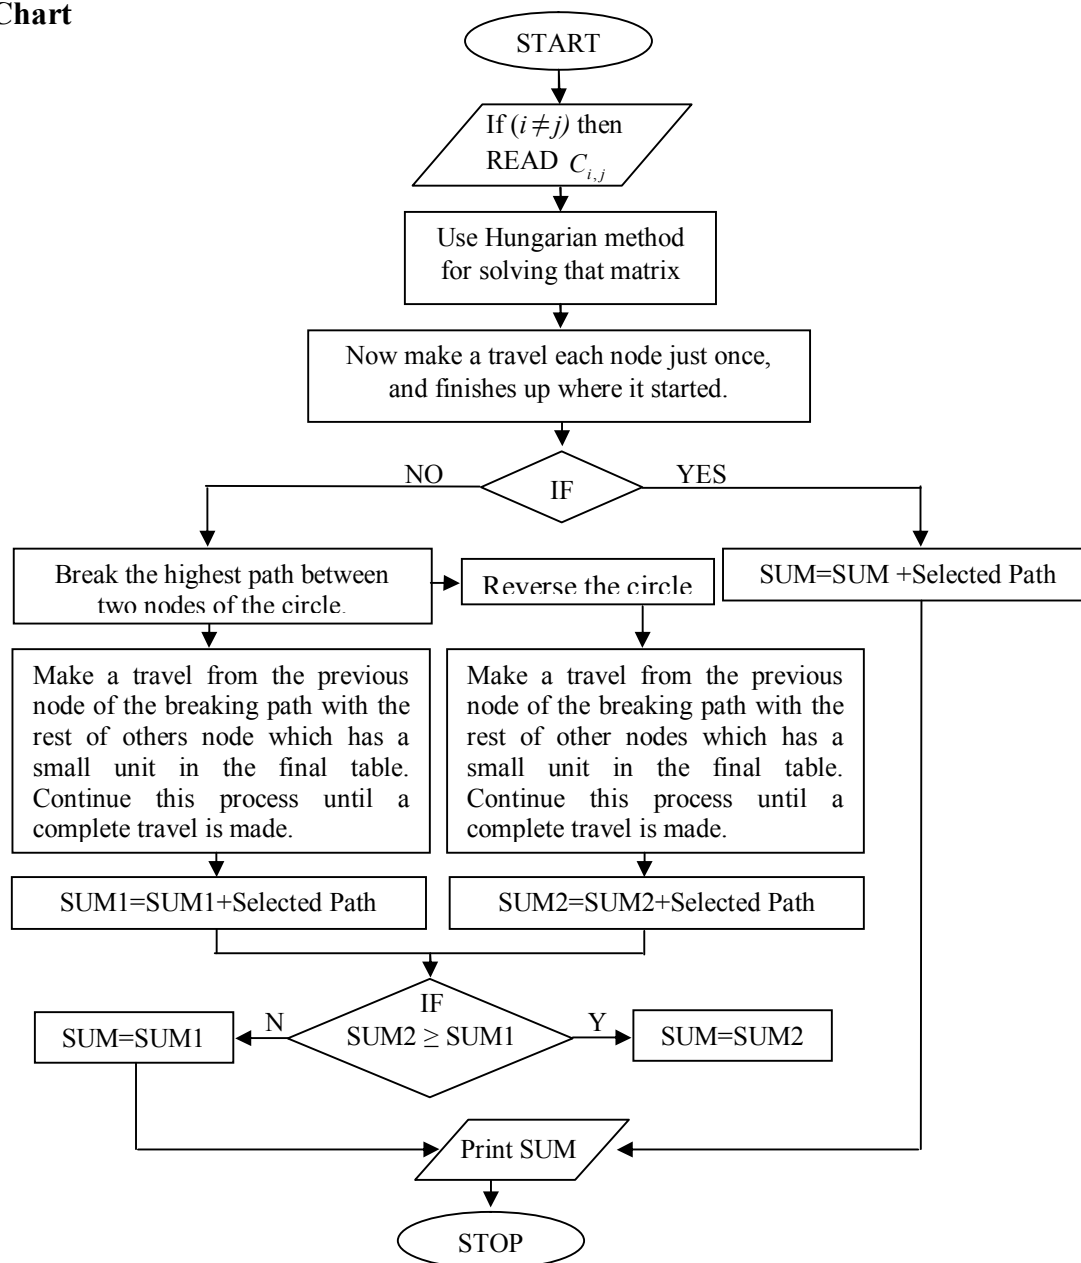 Chart
START
If (i≠j) then
READ C i,j
Use Hungarian method
for solving that matrix
Now make a travel each node just once,
and finishes up where it started.
NO
IF
YES
Break the highest path between
two nodes of the circle.
Reverse the circle
SUM=SUM +Selected Path
Make a travel from the previous
node of the breaking path with the
rest of others node which has a
small unit in the final table.
Continue this process until a
complete travel is made.
Make a travel from the previous
node of the breaking path with the
rest of other nodes which has a
small unit in the final table.
Continue this process until a
complete travel is made.
SUM1=SUM1+Selected Path
SUM2=SUM2+Selected Path
SUM=SUM1
N
IF
SUM2 ≥ SUM1
Y
SUM=SUM2
Print SUM
STOP